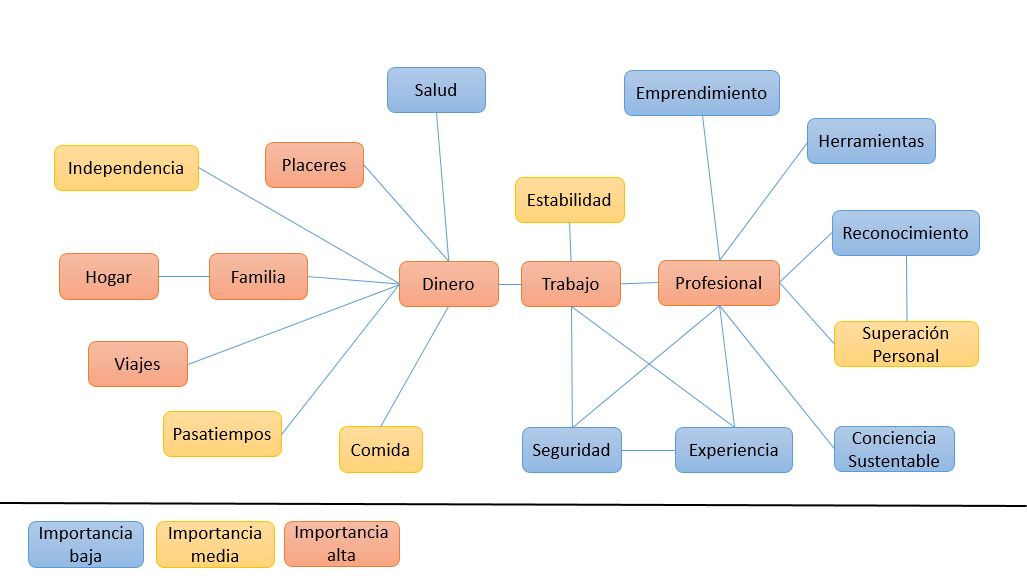 Salud
Emprendimiento
Herramientas
Independencia
Placeres
Estabilidad
Reconocimiento
Hogar
Familia
Dinero
Trabajo
Profesional
Superación
Personal
Viajes
Pasatiempos
Comida
Seguridad
Experiencia
Conciencia
Sustentable
Importancia
baja
Importancia
media
Importancia
alta